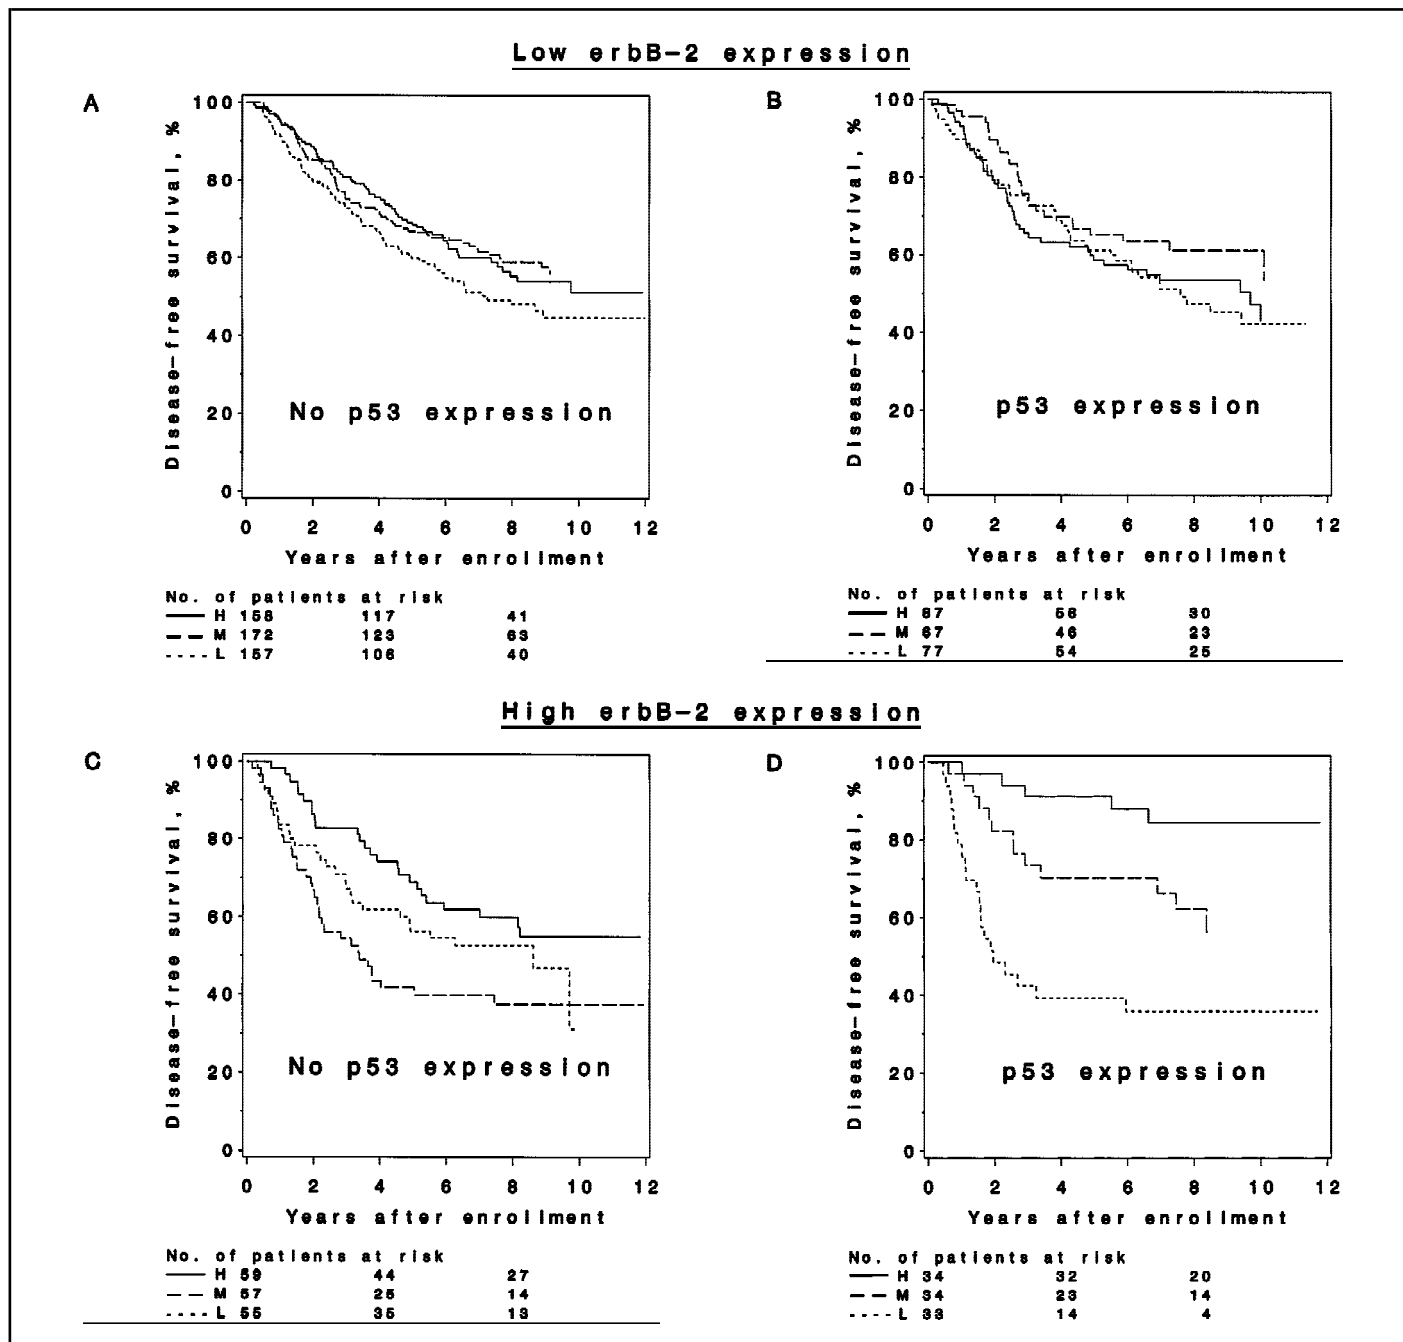 Low erbB-2 expression
A
Disease-free survival, %
100
80
60
40
20
0
No p53 expression
0 2 4 6 8 10 12
Years after enrollment
No. of patients at risk
H 158 117 41
M 172 123 63
L 157 106 40
B
Disease-free survival, %
100
80
60
40
20
0
p53 expression
0 2 4 6 8 10 12
Years after enrollment
No. of patients at risk
H 87 56 30
M 67 46 23
L 77 54 25
High erbB-2 expression
C
Disease-free survival, %
100
80
60
40
20
0
No p53 expression
0 2 4 6 8 10 12
Years after enrollment
No. of patients at risk
H 59 44 27
M 57 25 14
L 55 35 13
D
Disease-free survival, %
100
80
60
40
20
0
p53 expression
0 2 4 6 8 10 12
Years after enrollment
No. of patients at risk
H 34 32 20
M 34 23 14
L 33 14 4